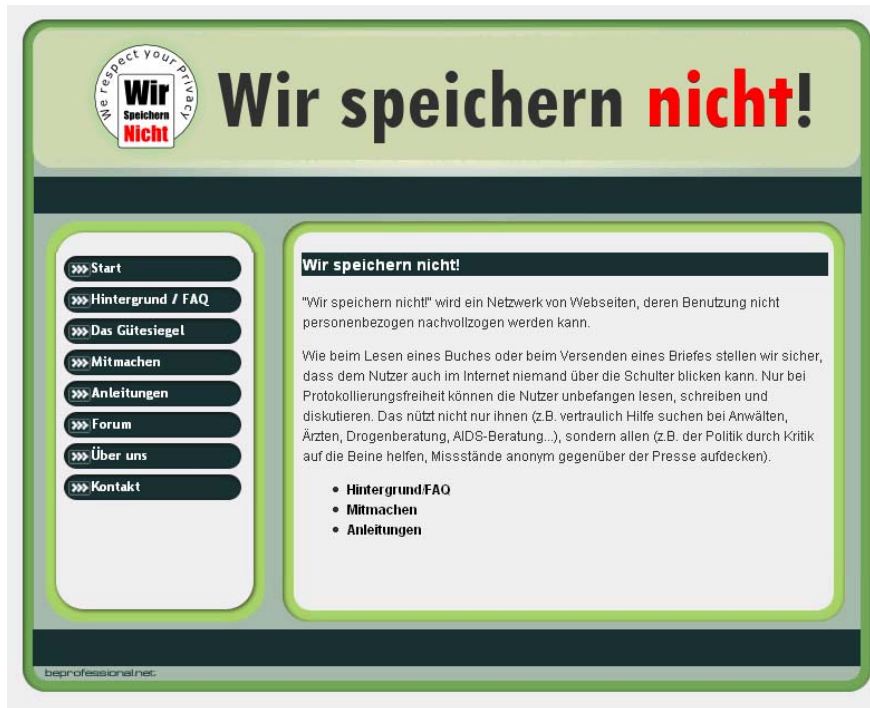 We respect your Privacy
Wir
Speichern
Nicht
Wir speichern nicht!
Start
Hintergrund / FAQ
Das Gütesiegel
Mitmachen
Anleitungen
Forum
Über uns
Kontakt
Wir speichern nicht!
"Wir speichern nicht!" wird ein Netzwerk von Webseiten, deren Benutzung nicht
personenbezogen nachvollzogen werden kann.
Wie beim Lesen eines Buches oder beim Versenden eines Briefes stellen wir sicher,
dass dem Nutzer auch im Internet niemand über die Schulter blicken kann. Nur bei
Protokollierungsfreiheit können die Nutzer unbefangen lesen, schreiben und
diskutieren. Das nützt nicht nur ihnen (z.B. vertraulich Hilfe suchen bei Anwälten,
Ärzten, Drogenberatung, AIDS-Beratung...), sondern allen (z.B. der Politik durch Kritik
auf die Beine helfen, Missstände anonym gegenüber der Presse aufdecken).
Hintergrund/FAQ
Mitmachen
Anleitungen
beprofessional.net